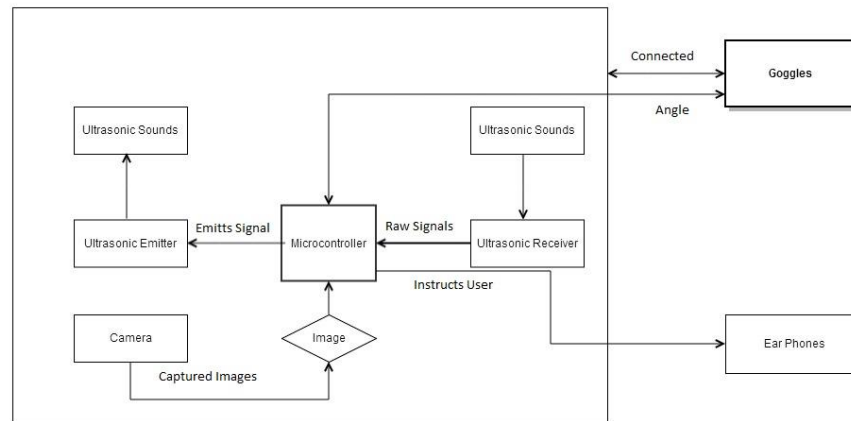 Connected
Goggles
Angle
Ultrasonic Sounds
Ultrasonic Sounds
Emitts Signal
Raw Signals
Ultrasonic Emitter
Microcontroller
Ultrasonic Receiver
Instructs User
Camera
Image
Ear Phones
Captured Images